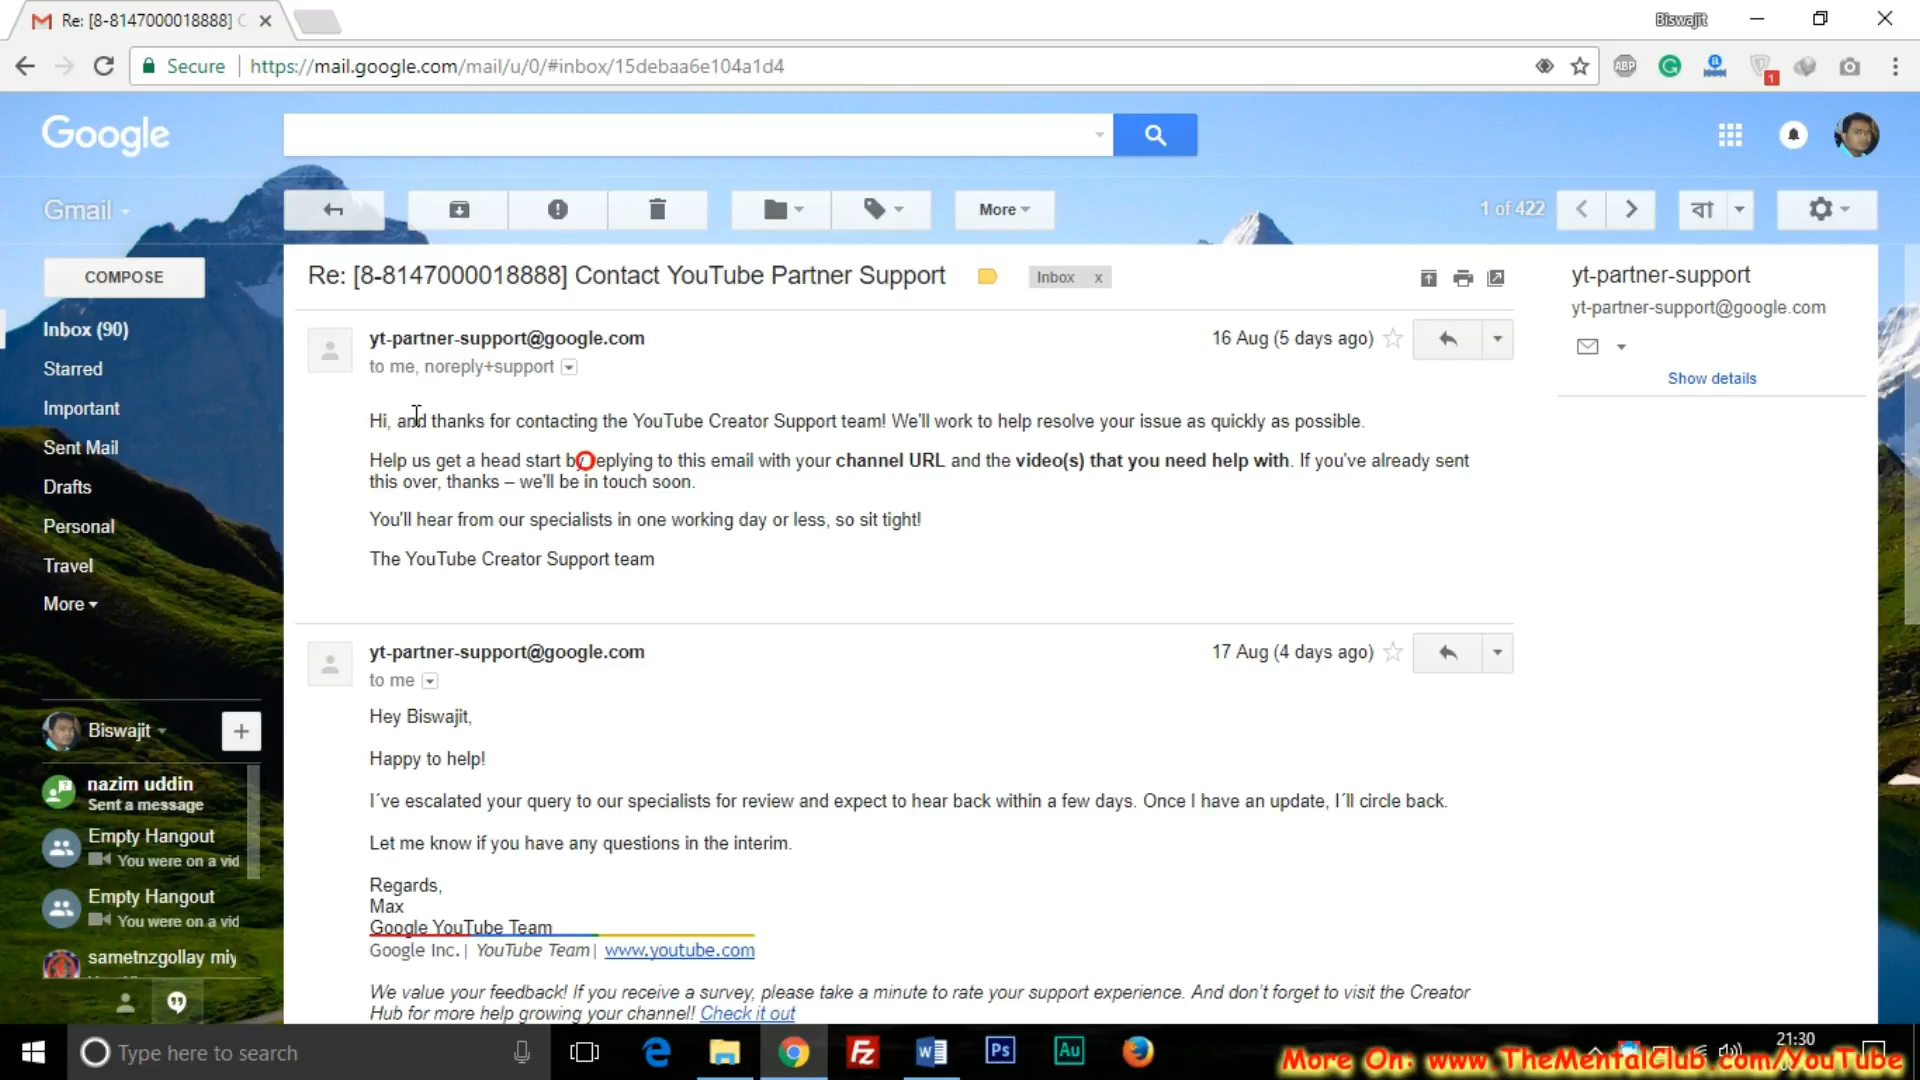 Re: [8-8147000018888] C
Biswajit
Secure
https://mail.google.com/mail/u/0/#inbox/15debaa6e104a1d4
ABP
1
Google
Gmail
More
1 of 422
বা
COMPOSE
Re: [8-8147000018888] Contact YouTube Partner Support
Inbox x
yt-partner-support
yt-partner-support@google.com
Show details
Inbox (90)
Starred
Important
Sent Mail
Drafts
Personal
Travel
More
yt-partner-support@google.com
16 Aug (5 days ago)
to me, noreply+support
Hi, and thanks for contacting the YouTube Creator Support team! We'll work to help resolve your issue as quickly as possible.
Help us get a head start by replying to this email with your channel URL and the video(s) that you need help with. If you've already sent
this over, thanks – we'll be in touch soon.
You'll hear from our specialists in one working day or less, so sit tight!
The YouTube Creator Support team
yt-partner-support@google.com
17 Aug (4 days ago)
to me
Hey Biswajit,
Happy to help!
I´ve escalated your query to our specialists for review and expect to hear back within a few days. Once I have an update, I´ll circle back.
Let me know if you have any questions in the interim.
Regards,
Max
Google YouTube Team
Google Inc.| YouTube Team| www.youtube.com
We value your feedback! If you receive a survey, please take a minute to rate your support experience. And don't forget to visit the Creator
Hub for more help growing your channel! Check it out
Biswajit
nazim uddin
Sent a message
Empty Hangout
You were on a vid
Empty Hangout
You were on a vid
sametnzgollay miy
Type here to search
Fz
W
Ps
Au
21:30
More On: www.TheMentalClub.com/YouTube